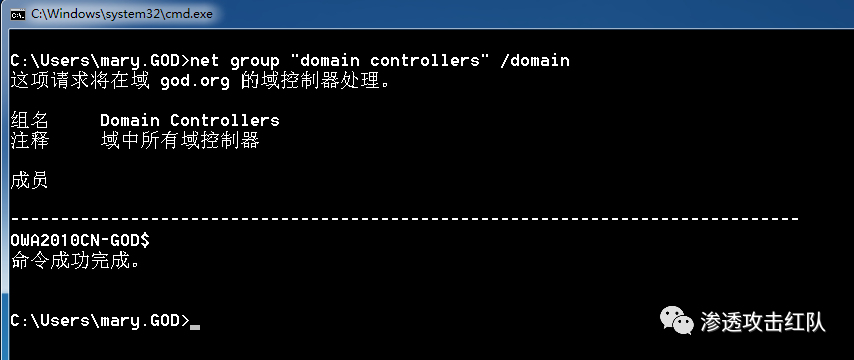 C:\Windows\system32\cmd.exe
C:\Users\mary.GOD>net group "domain controllers" /domain
这项请求将在域 god.org 的域控制器处理。
组名     Domain Controllers
注释     域中所有域控制器
成员
-------------------------------------------------------------------------------
OWA2010CN-GOD$
命令成功完成。
C:\Users\mary.GOD>_
渗透攻击红队